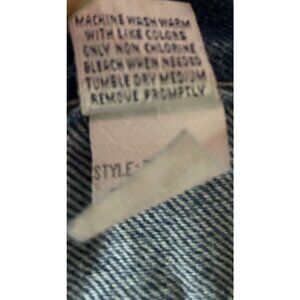 MACHINE WASH WARM
WITH LIKE COLORS
ONLY NON CHLORINE
BLEACH WHEN NEEDED
TUMBLE DRY MEDIUM
REMOVE PROMPTLY
STYLE: